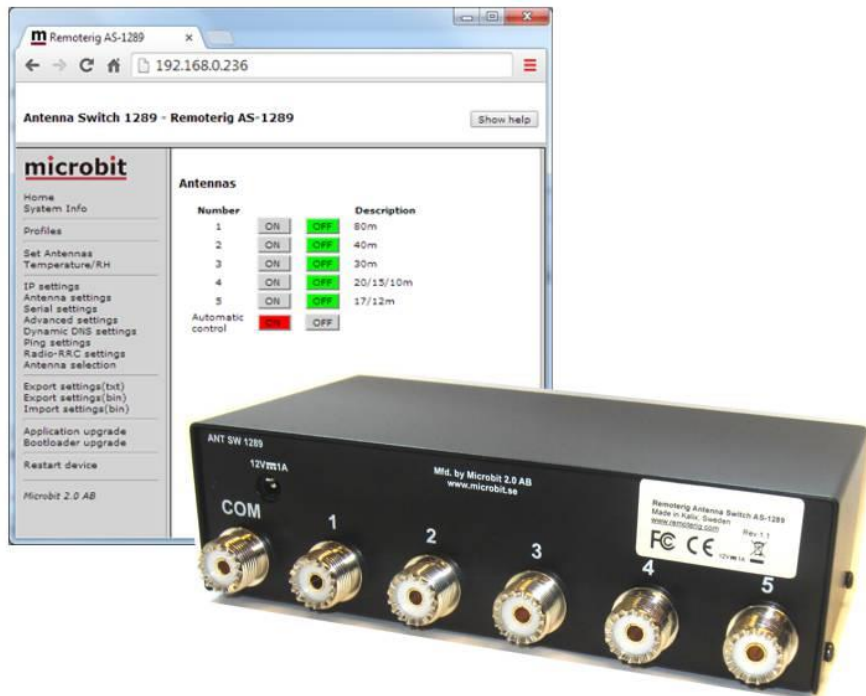 m Remoterig AS-1289
192.168.0.236
Antenna Switch 1289 - Remoterig AS-1289
Show help
microbit
Home
System Info
Profiles
Set Antennas
Temperature/RH
IP settings
Antenna settings
Serial settings
Advanced settings
Dynamic DNS settings
Ping settings
Radio-RRC settings
Antenna selection
Export settings(txt)
Export settings(bin)
Import settings(bin)
Application upgrade
Bootloader upgrade
Restart device
Microbit 2.0 AB
Antennas
Number Description
1 ON OFF 80m
2 ON OFF 40m
3 ON OFF 30m
4 ON OFF 20/15/10m
5 ON OFF 17/12m
Automatic
control ON OFF
ANT SW 1289
12V 1A
Mfd. by Microbit 2.0 AB
www.microbit.se
Remoterig Antenna Switch AS-1289
Made in Kalix, Sweden
www.remoterig.com Rev 1.1
FC CE 12V 1A
COM
1
2
3
4
5